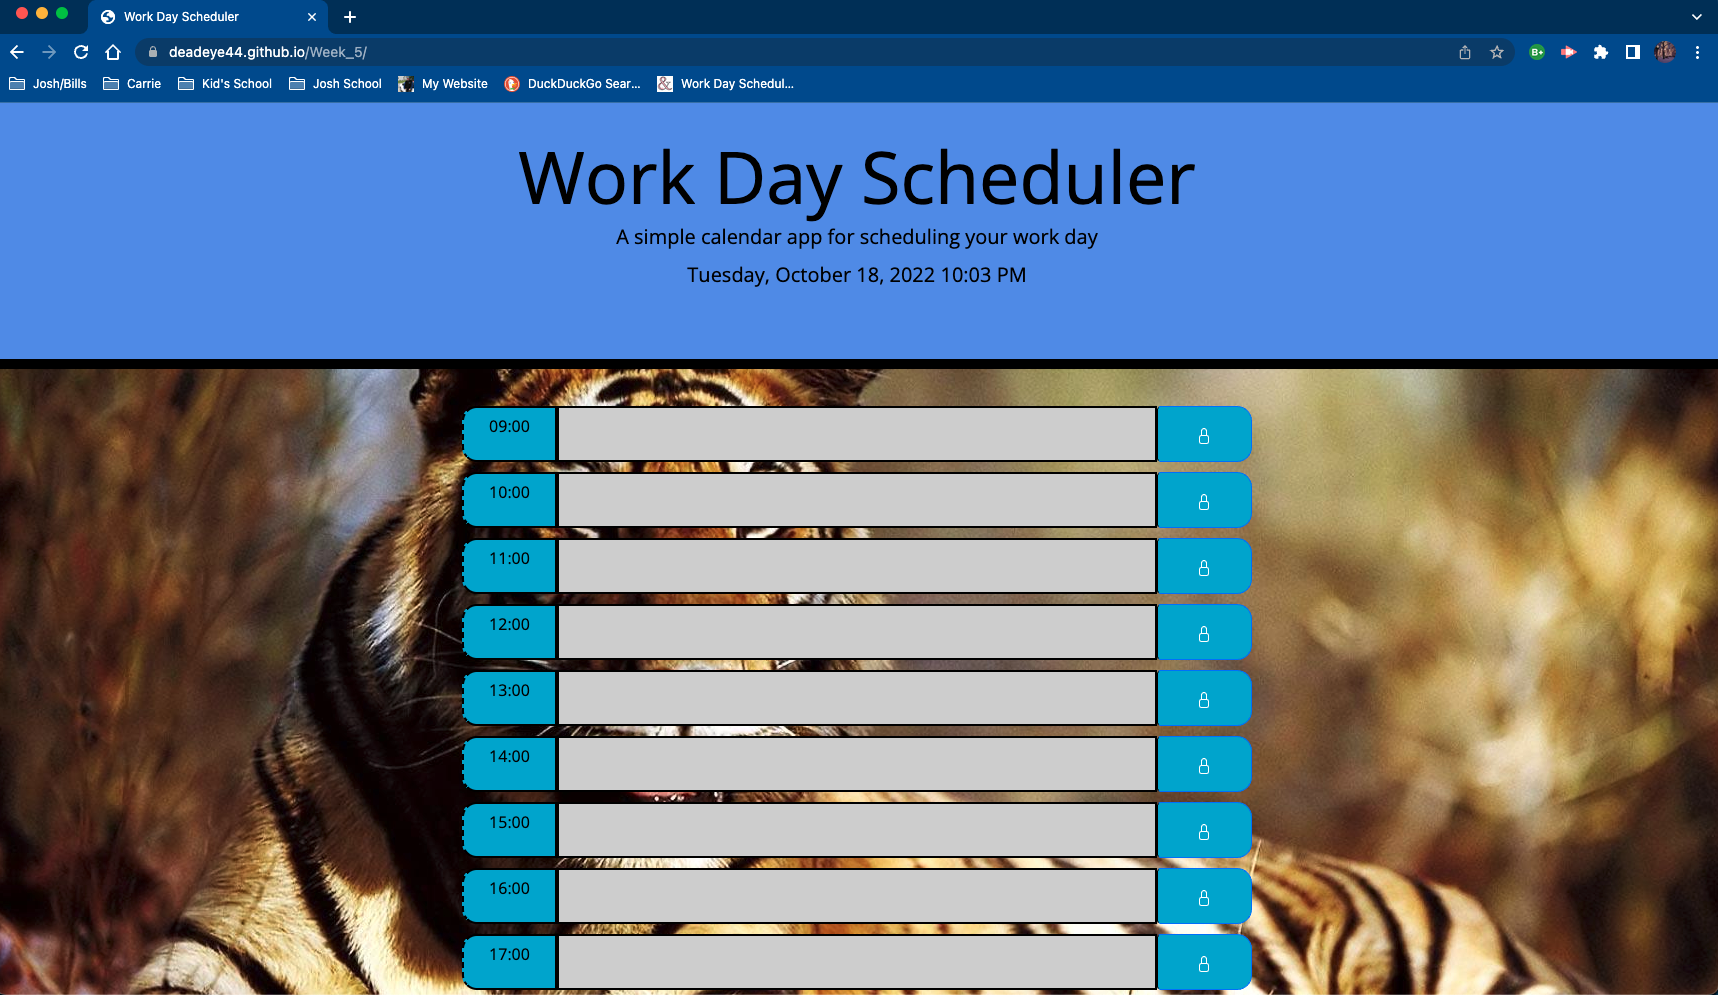 Work Day Scheduler
deadeye44.github.io/Week_5/
B+
Josh/Bills Carrie Kid's School Josh School My Website DuckDuckGo Sear... & Work Day Schedul...
Work Day Scheduler
A simple calendar app for scheduling your work day
Tuesday, October 18, 2022 10:03 PM
09:00
10:00
11:00
12:00
13:00
14:00
15:00
16:00
17:00